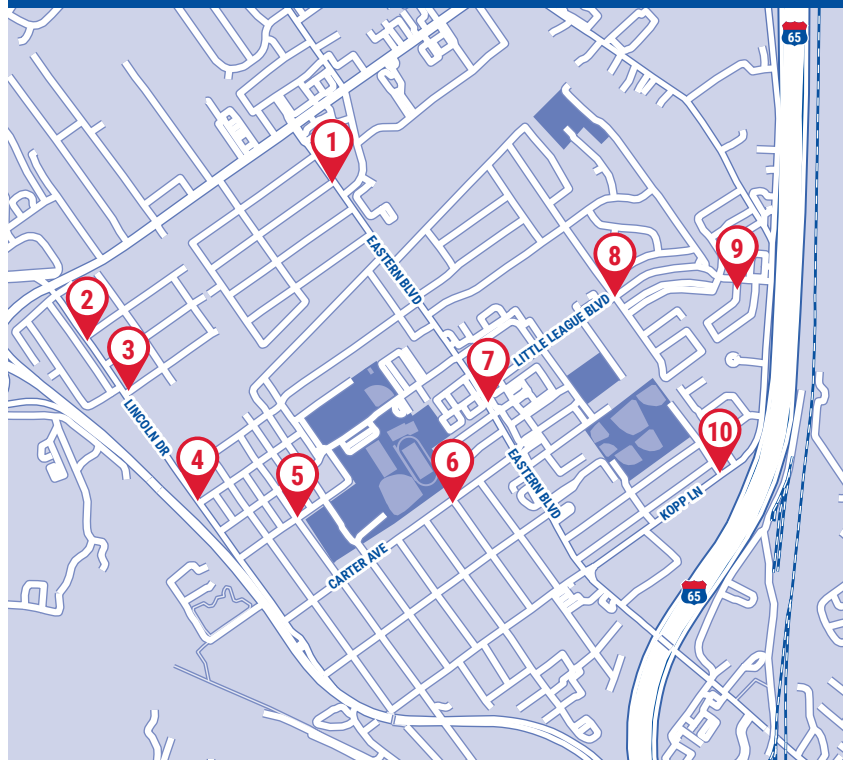 65
1
EASTERN BLVD
2
8
9
LITTLE LEAGUE BLVD
3
7
LINCOLN DR
10
4
6
5
EASTERN BLVD
KOPP LN
CARTER AVE
65